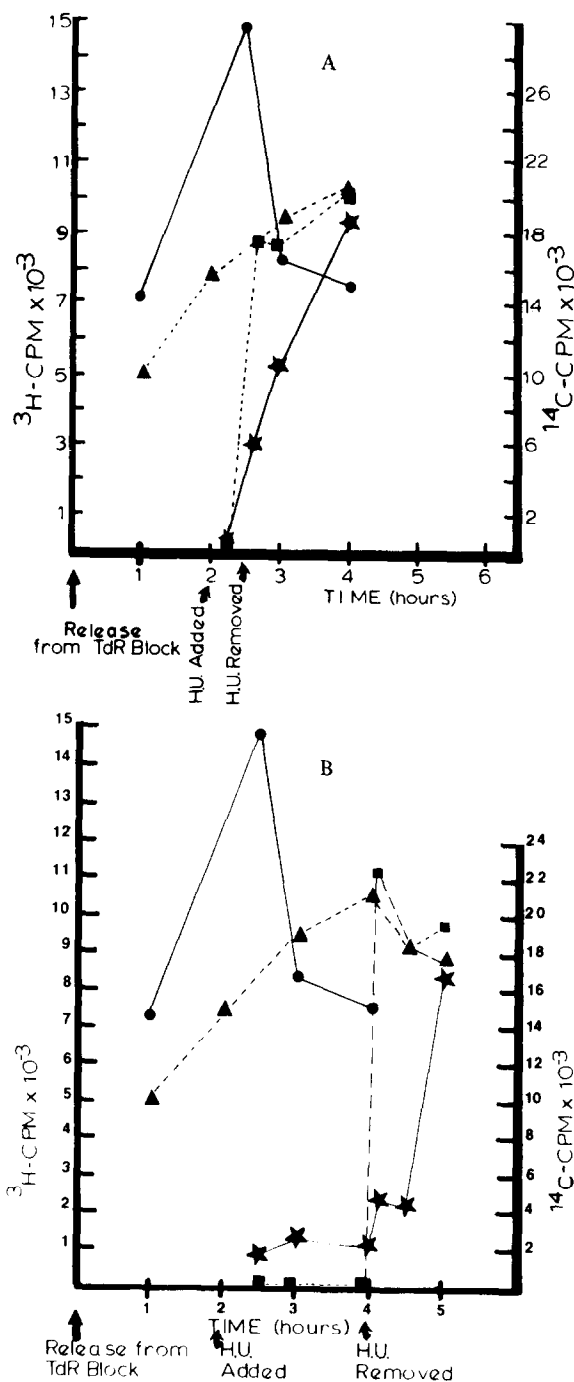 A
15
13
11
9
7
5
3
1
³H-CPM x 10⁻³
26
22
18
14
10
6
2
¹⁴C-CPM x 10⁻³
1 2 3 4 5 6
TIME (hours)
Release
from TdR Block
H.U. Added
H.U. Removed
B
15
14
13
12
11
10
9
8
7
6
5
4
3
2
1
³H-CPM x 10⁻³
24
22
20
18
16
14
12
10
8
6
4
2
¹⁴C-CPM x 10⁻³
1 2 3 4 5
TIME (hours)
Release from
TdR Block
H.U.
Added
H.U.
Removed